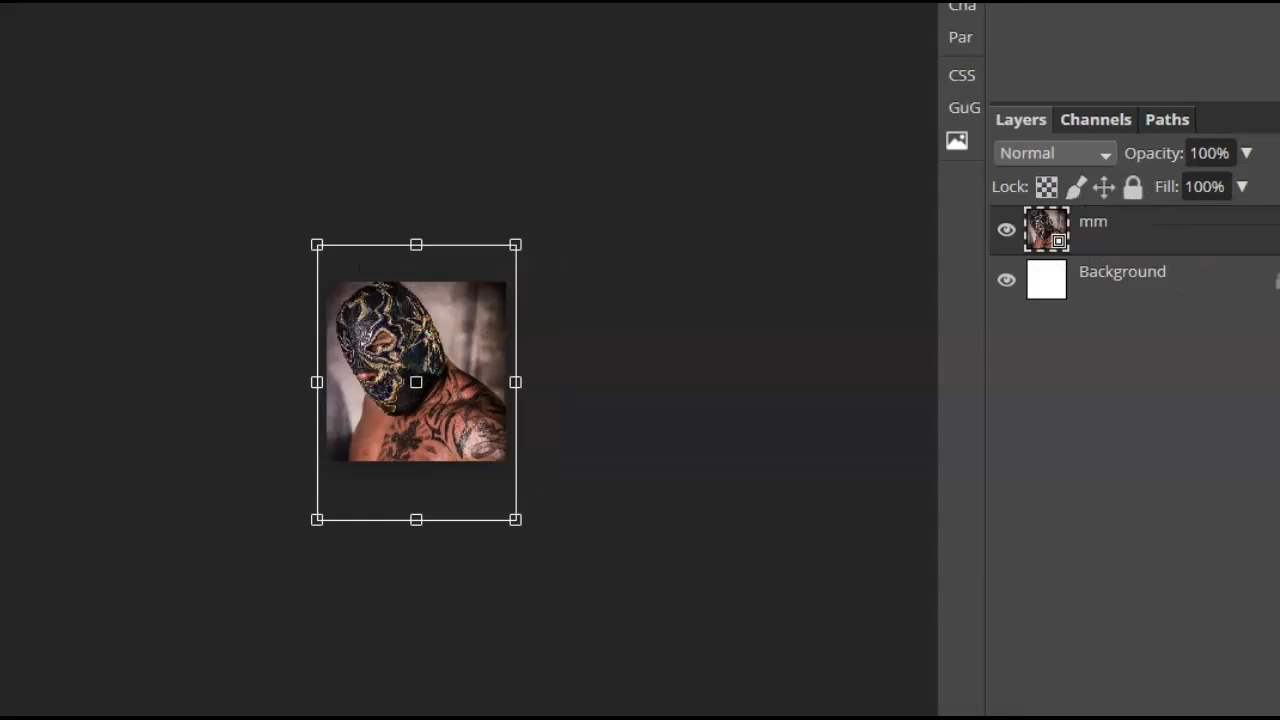 Cha
Par
CSS
GuG
Layers Channels Paths
Normal Opacity: 100%
Lock: Fill: 100%
mm
Background